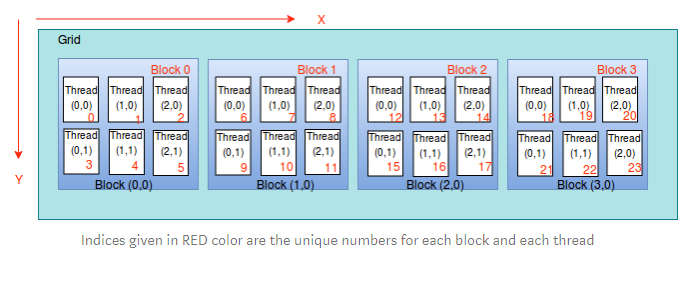 X
Grid
Block 0 Block 1 Block 2 Block 3
Thread Thread Thread Thread Thread Thread Thread Thread Thread Thread Thread Thread
(0,0) (1,0) (2,0) (0,0) (1,0) (2,0) (0,0) (1,0) (2,0) (0,0) (1,0) (2,0)
0 1 2 6 7 8 12 13 14 18 19 20
Thread Thread Thread Thread Thread Thread Thread Thread Thread Thread Thread Thread
(0,1) (1,1) (2,1) (0,1) (1,1) (2,1) (0,1) (1,1) (2,1) (0,1) (1,1) (2,0)
3 4 5 9 10 11 15 16 17 21 22 23
Y
Block (0,0) Block (1,0) Block (2,0) Block (3,0)
Indices given in RED color are the unique numbers for each block and each thread